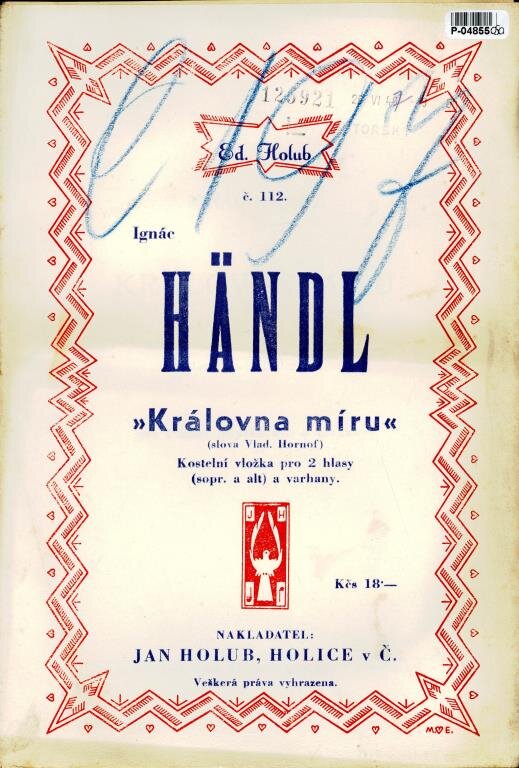 P-04855
123921
Ed. Holub
č. 112.
Ignác
HÄNDL
»Královna míru«
(slova Vlad. Hornof)
Kostelní vložka pro 2 hlasy
(sopr. a alt) a varhany.
J H
Kčs 18·—
NAKLADATEL:
JAN HOLUB, HOLICE v Č.
Veškerá práva vyhrazena.
M♡E.